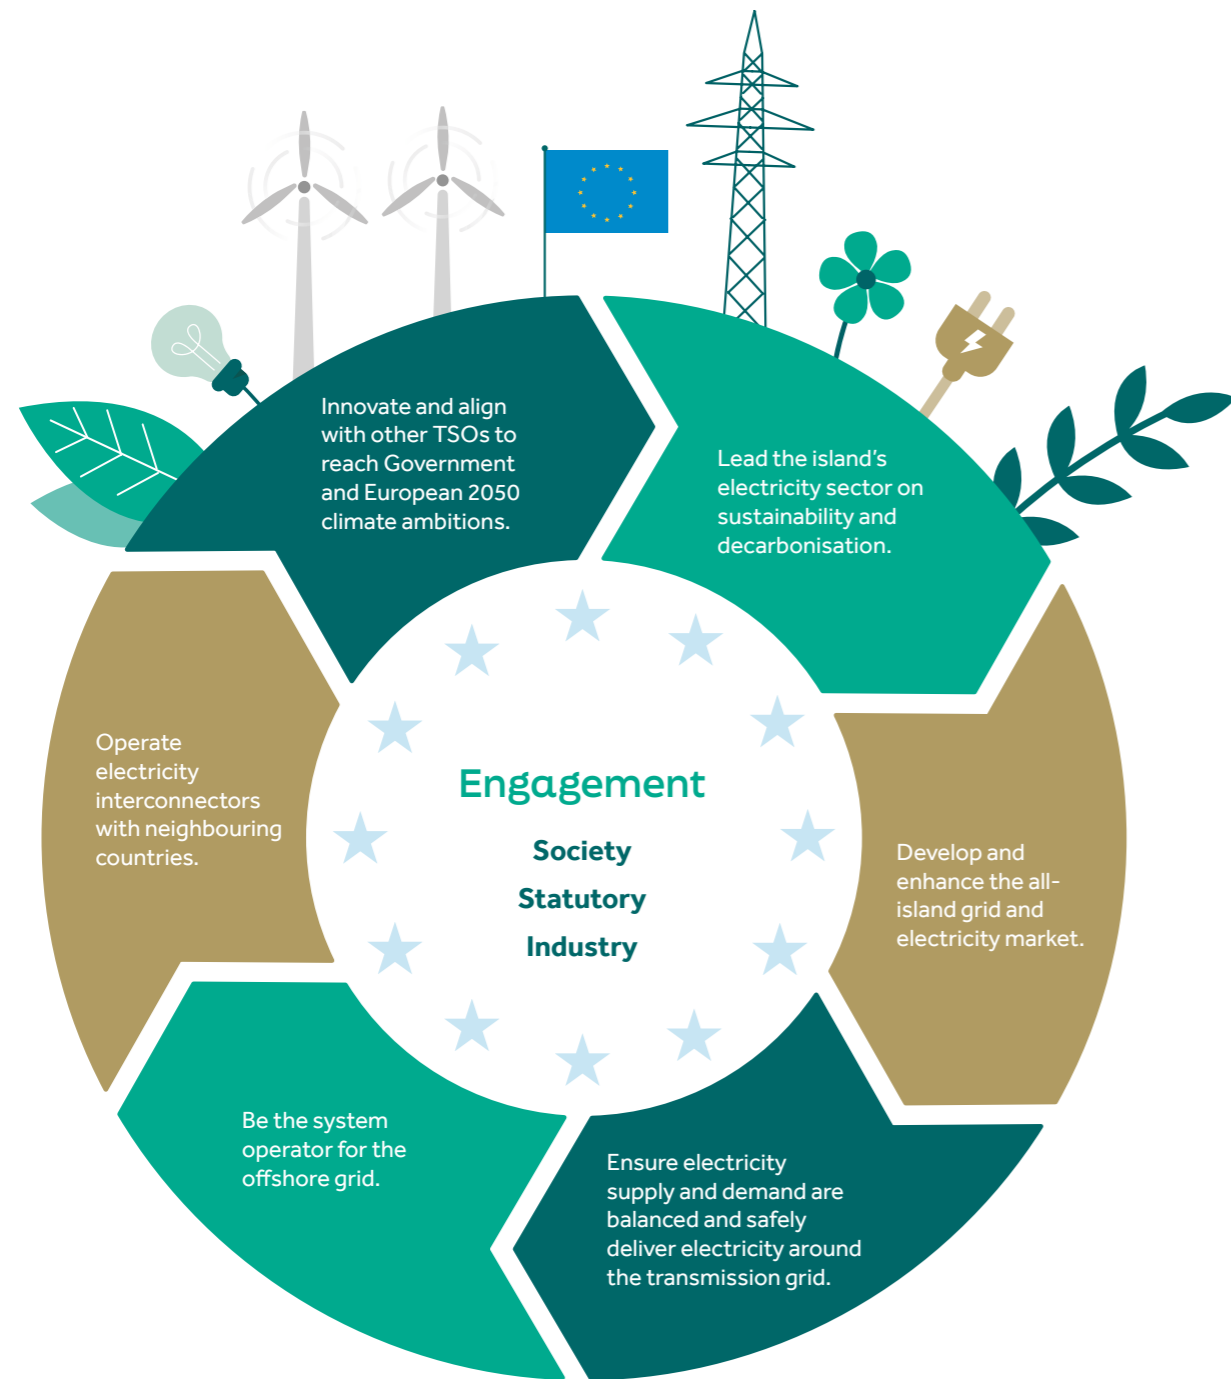 Innovate and align
with other TSOs to
reach Government
and European 2050
climate ambitions.
Lead the island's
electricity sector on
sustainability and
decarbonisation.
Develop and
enhance the all-
island grid and
electricity market.
Ensure electricity
supply and demand are
balanced and safely
deliver electricity around
the transmission grid.
Be the system
operator for the
offshore grid.
Operate
electricity
interconnectors
with neighbouring
countries.
Engagement
Society
Statutory
Industry